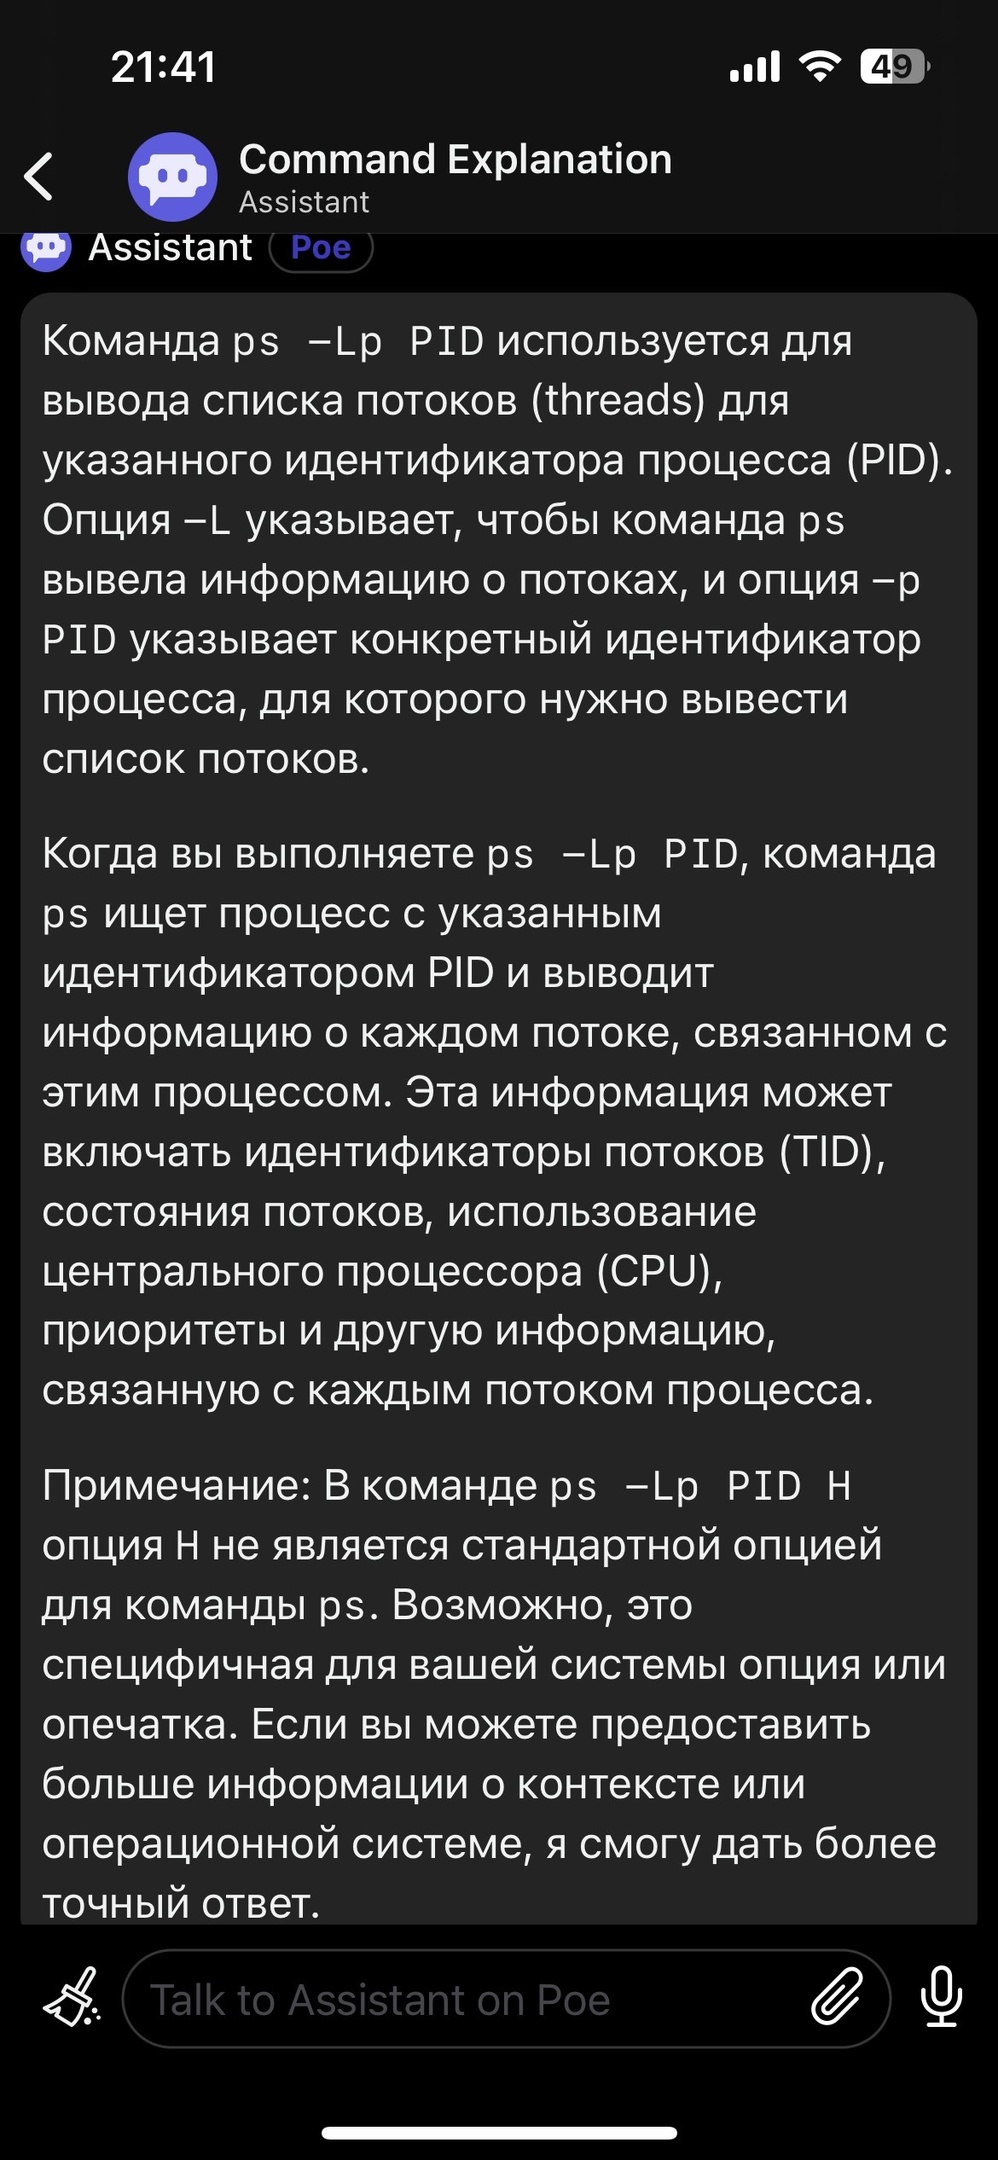 21:41
49
Command Explanation
Assistant
Assistant Poe
Команда ps -Lp PID используется для
вывода списка потоков (threads) для
указанного идентификатора процесса (PID).
Опция -L указывает, чтобы команда ps
вывела информацию о потоках, и опция -p
PID указывает конкретный идентификатор
процесса, для которого нужно вывести
список потоков.
Когда вы выполняете ps -Lp PID, команда
ps ищет процесс с указанным
идентификатором PID и выводит
информацию о каждом потоке, связанном с
этим процессом. Эта информация может
включать идентификаторы потоков (TID),
состояния потоков, использование
центрального процессора (CPU),
приоритеты и другую информацию,
связанную с каждым потоком процесса.
Примечание: В команде ps -Lp PID H
опция H не является стандартной опцией
для команды ps. Возможно, это
специфичная для вашей системы опция или
опечатка. Если вы можете предоставить
больше информации о контексте или
операционной системе, я смогу дать более
точный ответ.
Talk to Assistant on Poe